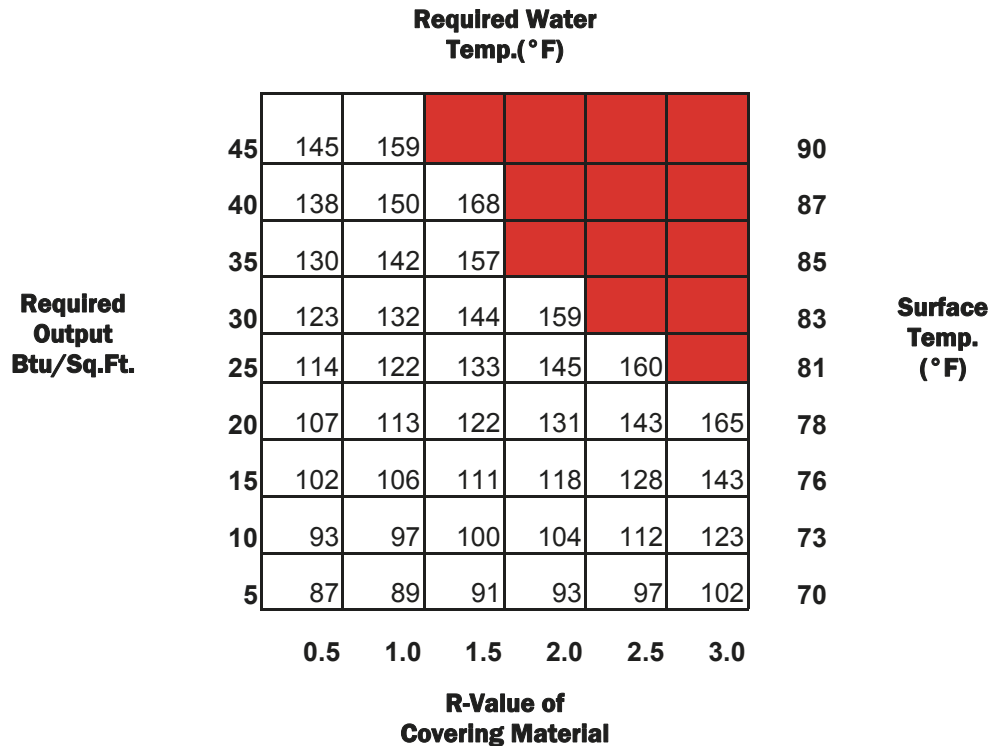 Required Water
Temp.(°F)
45 145 159 90
40 138 150 168 87
35 130 142 157 85
30 123 132 144 159 83
25 114 122 133 145 160 81
20 107 113 122 131 143 165 78
15 102 106 111 118 128 143 76
10 93 97 100 104 112 123 73
5 87 89 91 93 97 102 70
Required
Output
Btu/Sq.Ft.
Surface
Temp.
(°F)
0.5 1.0 1.5 2.0 2.5 3.0
R-Value of
Covering Material